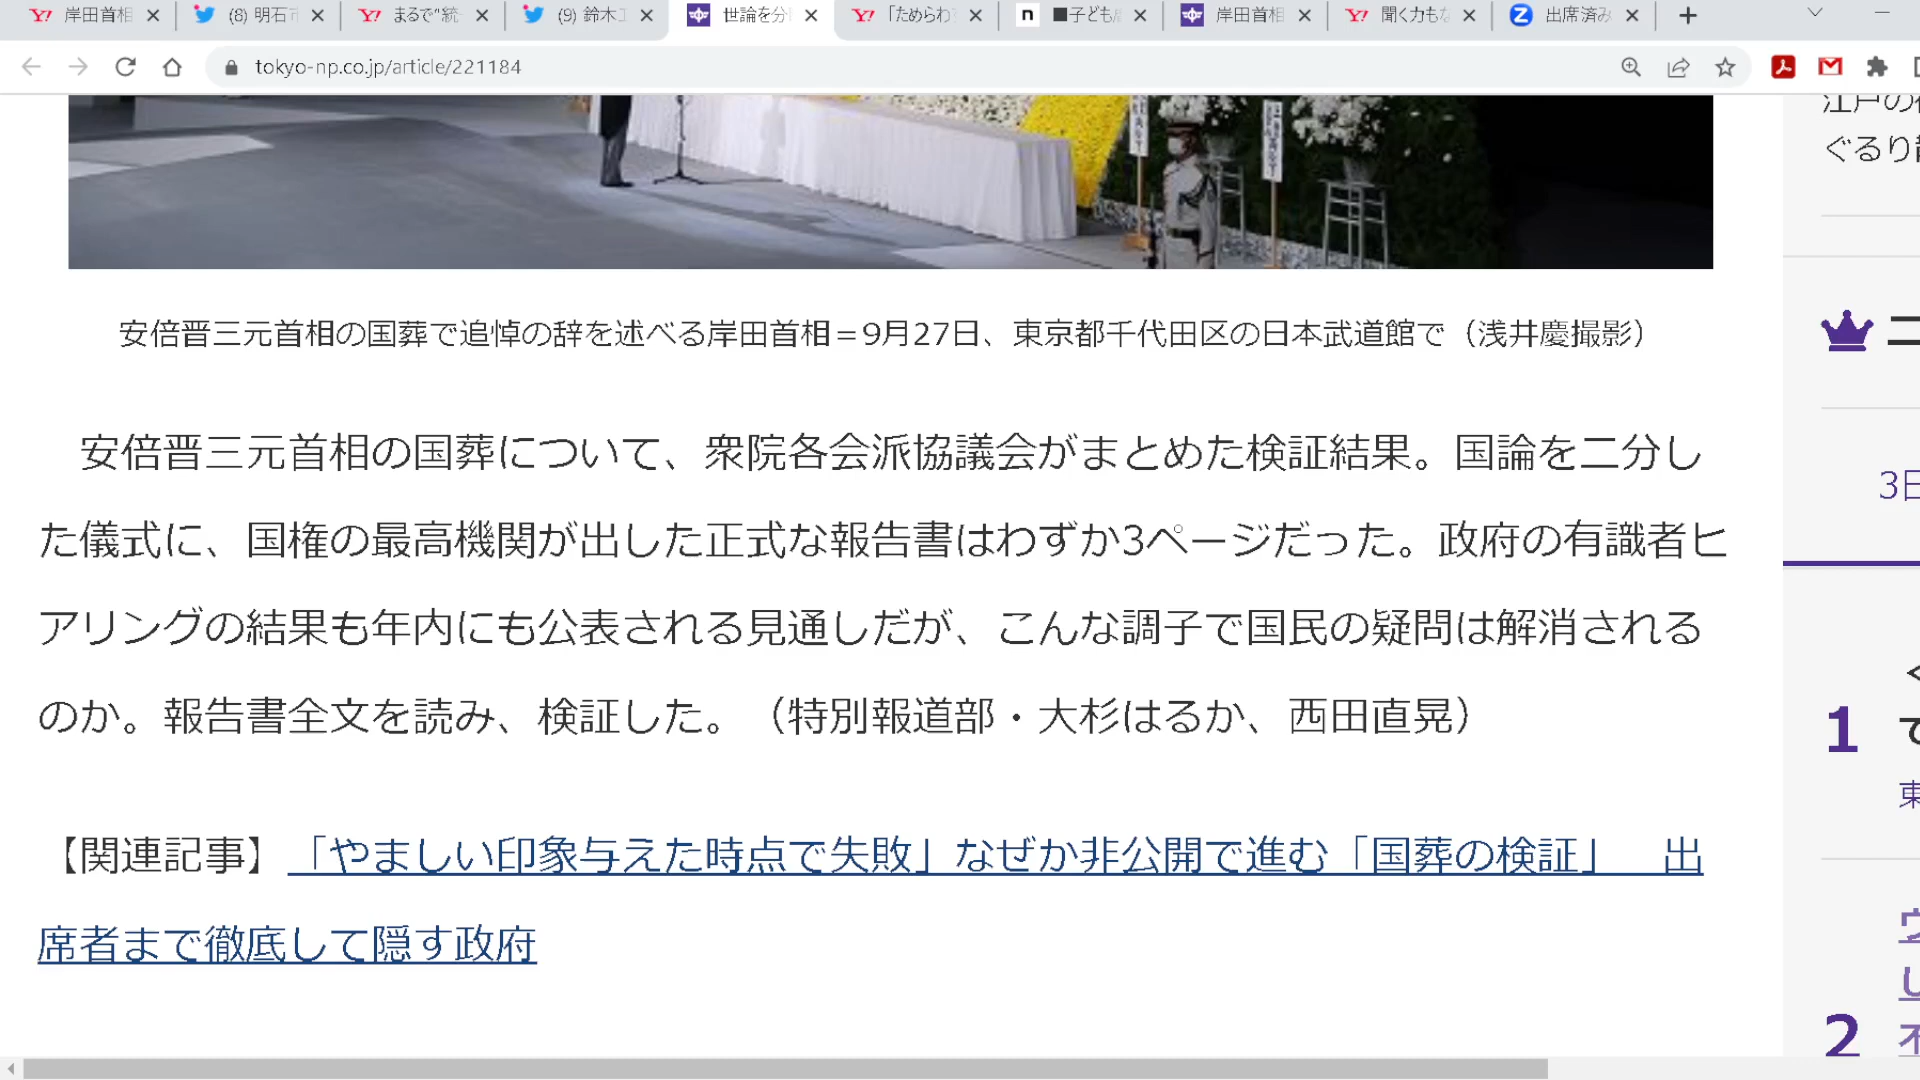 岸田首相
(8) 明石市
まるで“統
(9) 鈴木エ
世論を分
「ためらわず
■子ども
岸田首相
聞く力もな
出席済み
tokyo-np.co.jp/article/221184
江戸の
ぐるり
安倍晋三元首相の国葬で追悼の辞を述べる岸田首相＝9月27日、東京都千代田区の日本武道館で（浅井慶撮影）
安倍晋三元首相の国葬について、衆院各会派協議会がまとめた検証結果。国論を二分し
た儀式に、国権の最高機関が出した正式な報告書はわずか3ページだった。政府の有識者ヒ
アリングの結果も年内にも公表される見通しだが、こんな調子で国民の疑問は解消される
のか。報告書全文を読み、検証した。（特別報道部・大杉はるか、西田直晃）
【関連記事】「やましい印象与えた時点で失敗」なぜか非公開で進む「国葬の検証」　出
席者まで徹底して隠す政府
3日
1
東
2